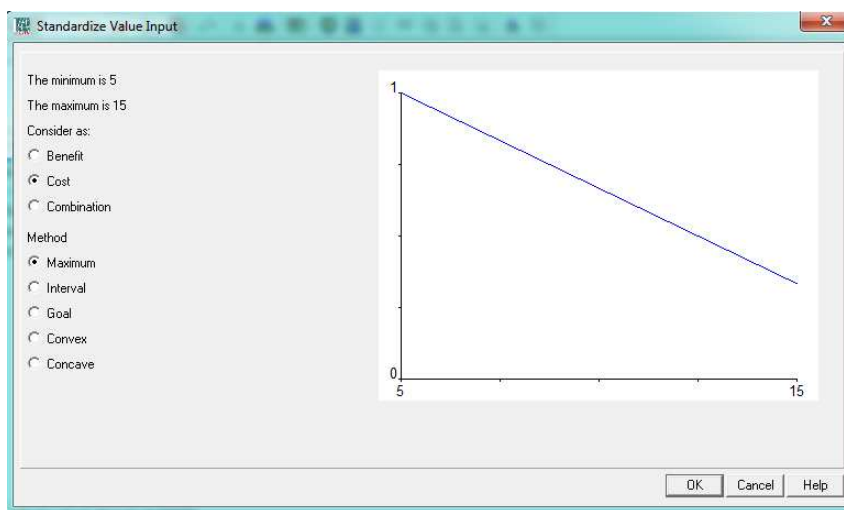 Standardize Value Input
The minimum is 5
The maximum is 15
Consider as:
Benefit
Cost
Combination
Method
Maximum
Interval
Goal
Convex
Concave
1
0
5
15
OK
Cancel
Help